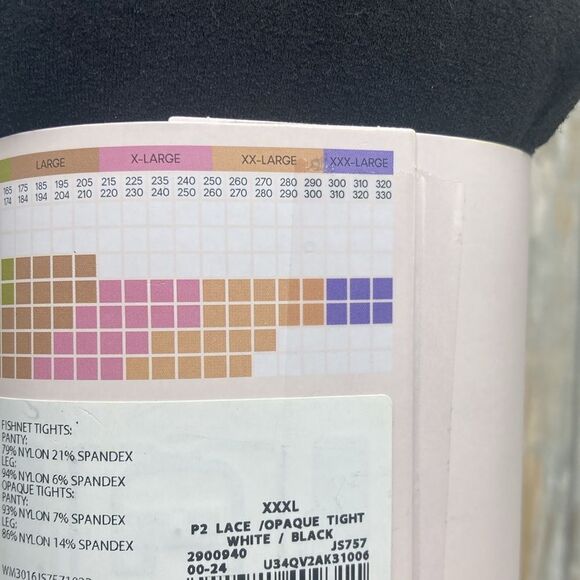 LARGE X-LARGE XX-LARGE XXX-LARGE
165 175 185 195 205 215 225 235 240 250 260 270 280 290 300 310 320
174 184 194 204 210 220 230 240 250 260 270 280 290 300 310 320 330
FISHNET TIGHTS:
PANTY:
79% NYLON 21% SPANDEX
LEG:
94% NYLON 6% SPANDEX
OPAQUE TIGHTS:
PANTY:
93% NYLON 7% SPANDEX
LEG:
86% NYLON 14% SPANDEX
XXXL
P2 LACE /OPAQUE TIGHT
WHITE / BLACK
2900940 JS757
00-24 U34QV2AK31006